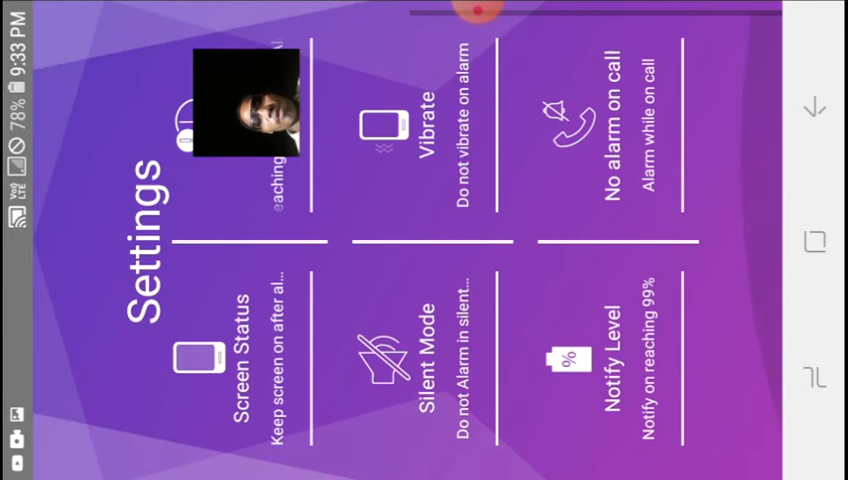 Vo)) LTE 78% 9:33 PM
Settings
eaching
Screen Status
Keep screen on after al...
Silent Mode
Do not Alarm in silent...
Vibrate
Do not vibrate on alarm
Notify Level
Notify on reaching 99%
%
No alarm on call
Alarm while on call